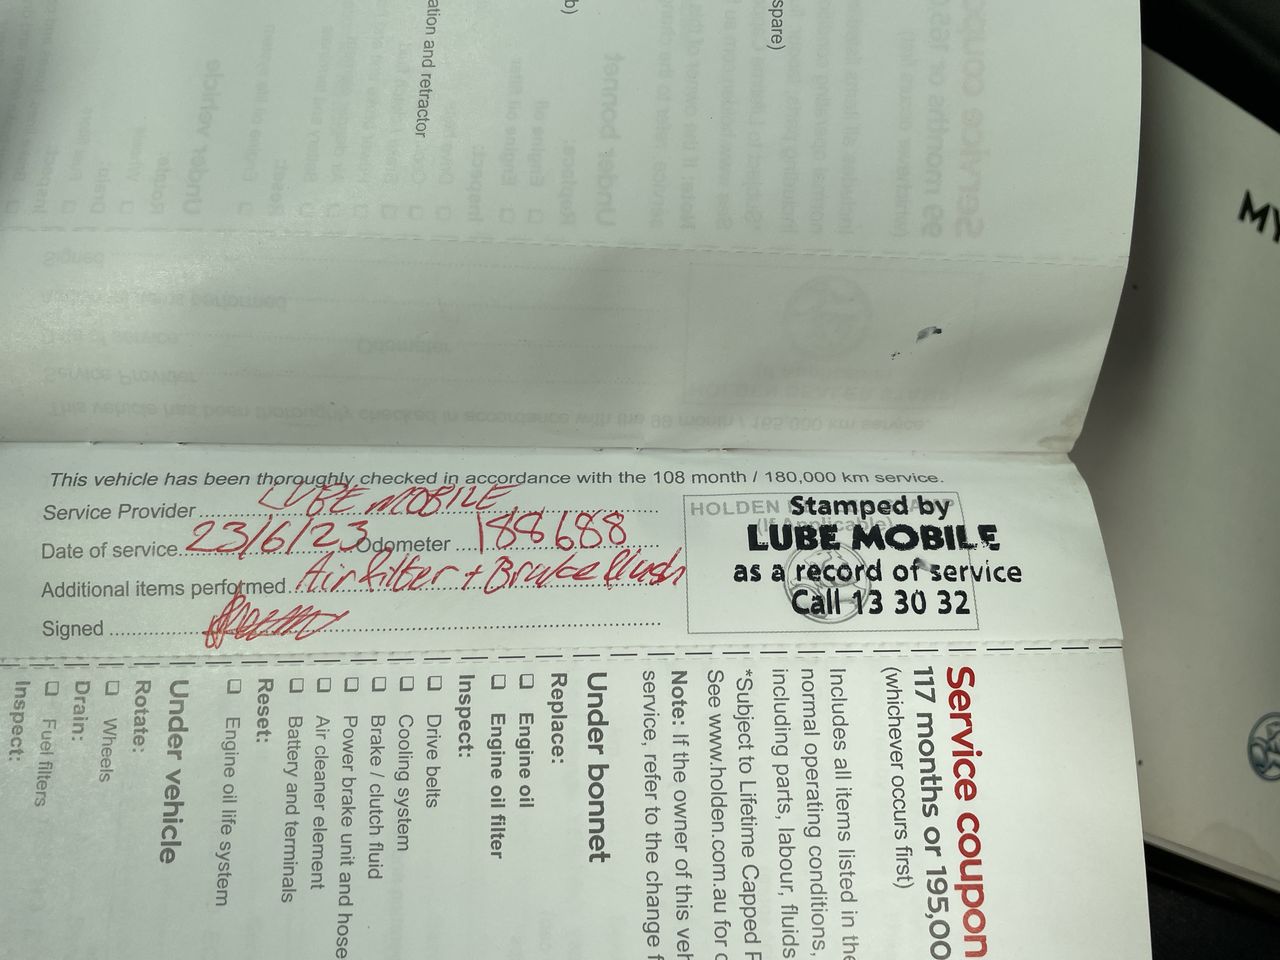 ation and retractor
b)
spare)
MY
This vehicle has been thoroughly checked in accordance with the 108 month / 180,000 km service.
Service Provider LUBE MOBILE
Date of service 23/6/23 Odometer 188688
Additional items performed Air Filter + Brake flush
Signed
HOLDEN
(If Applicable)
Stamped by
LUBE MOBILE
as a record of service
Call 13 30 32
Service coupon
117 months or 195,00
(whichever occurs first)
Includes all items listed in the
normal operating conditions,
including parts, labour, fluids
*Subject to Lifetime Capped P
See www.holden.com.au for
Note: If the owner of this veh
service, refer to the change f
Under bonnet
Replace:
☐ Engine oil
☐ Engine oil filter
Inspect:
☐ Drive belts
☐ Cooling system
☐ Brake / clutch fluid
☐ Power brake unit and hose
☐ Air cleaner element
☐ Battery and terminals
Reset:
☐ Engine oil life system
Under vehicle
Rotate:
☐ Wheels
Drain:
☐ Fuel filters
Inspect: